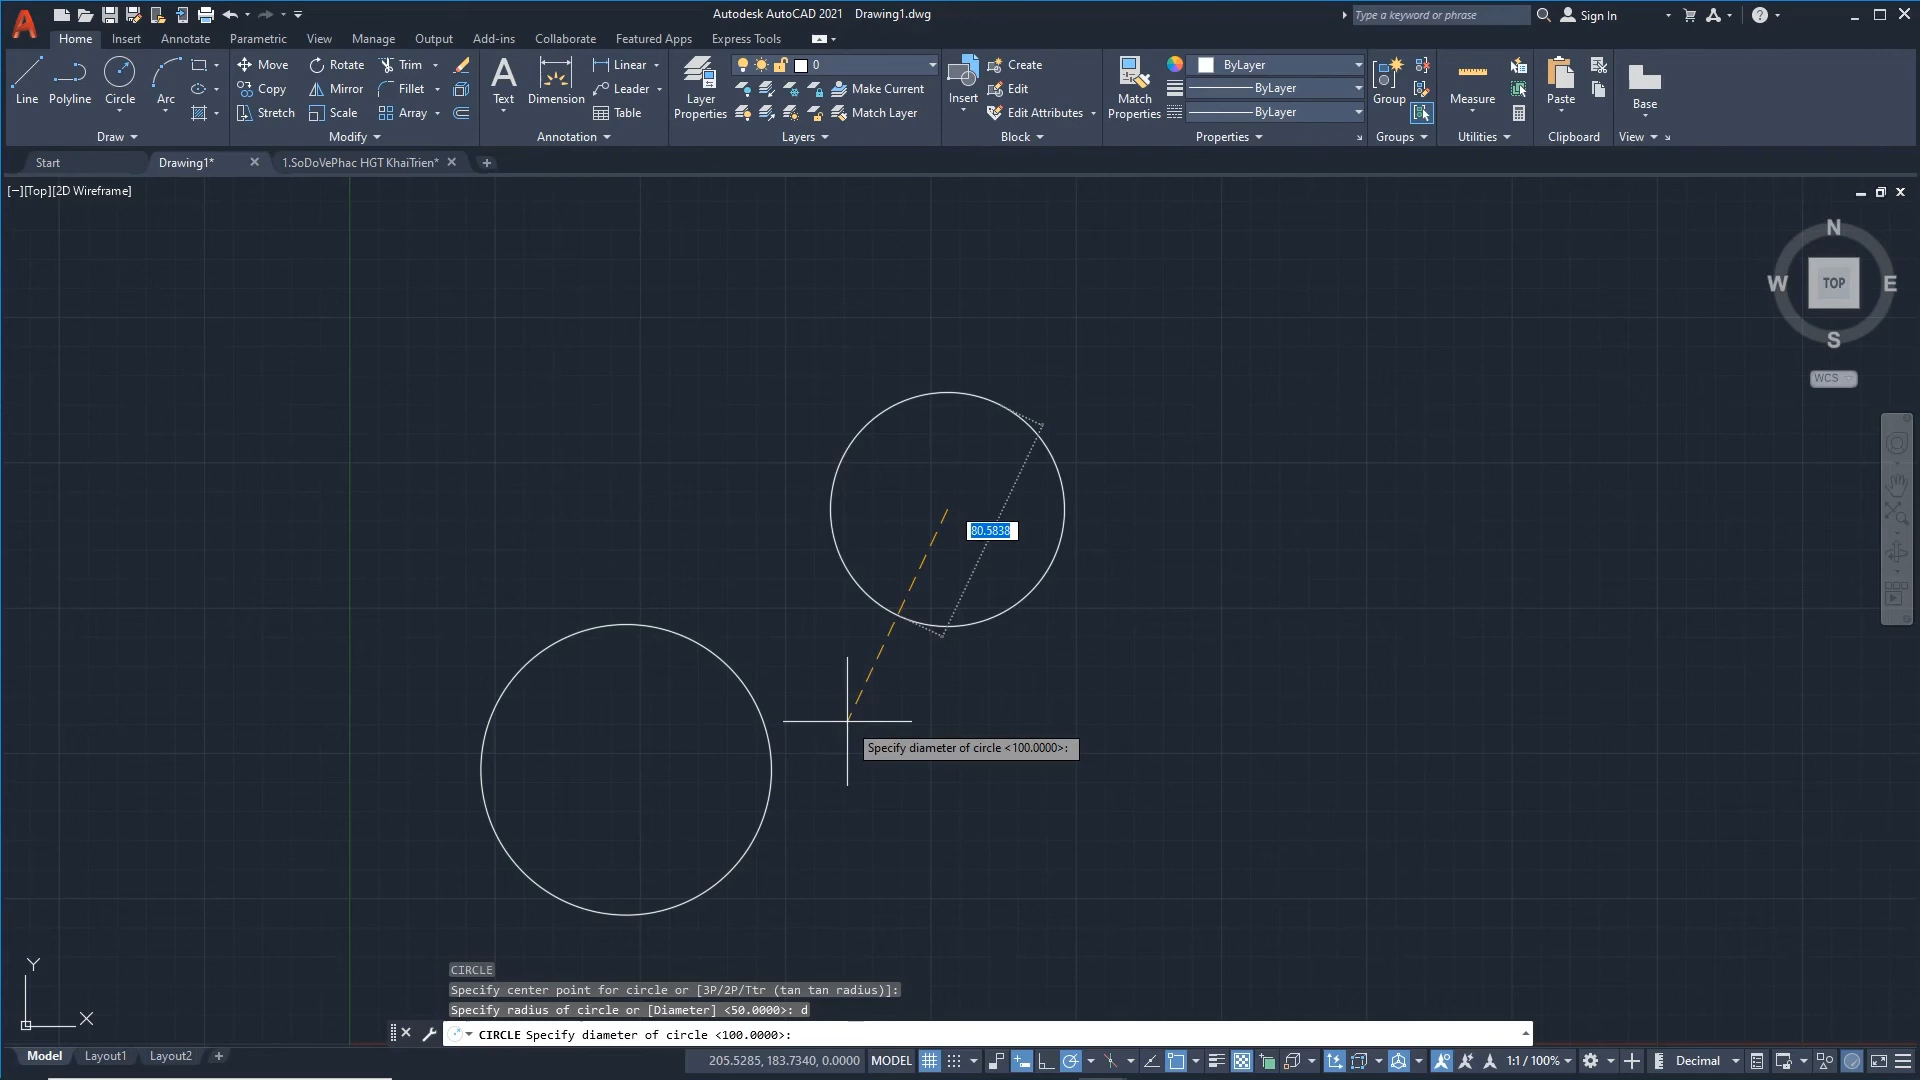 A
Autodesk AutoCAD 2021 Drawing1.dwg
Type a keyword or phrase
Sign In
Home Insert Annotate Parametric View Manage Output Add-ins Collaborate Featured Apps Express Tools
Line Polyline Circle Arc
Draw
Move Rotate Trim
Copy Mirror Fillet
Stretch Scale Array
Modify
A
Text Dimension
Linear
Leader
Table
Annotation
Layer
Properties
0
Make Current
Match Layer
Layers
Insert
Create
Edit
Edit Attributes
Block
Match
Properties
ByLayer
ByLayer
ByLayer
Properties
Group
Groups
Measure
Utilities
Paste
Clipboard
Base
View
Start Drawing1* 1.SoDoVePhac HGT KhaiTrien*
[−][Top][2D Wireframe]
N
W TOP E
S
WCS
80.5838
Specify diameter of circle <100.0000>:
Y
X
CIRCLE
Specify center point for circle or [3P/2P/Ttr (tan tan radius)]:
Specify radius of circle or [Diameter] <50.0000>: d
CIRCLE Specify diameter of circle <100.0000>:
Model Layout1 Layout2
205.5285, 183.7340, 0.0000 MODEL 1:1 / 100% Decimal